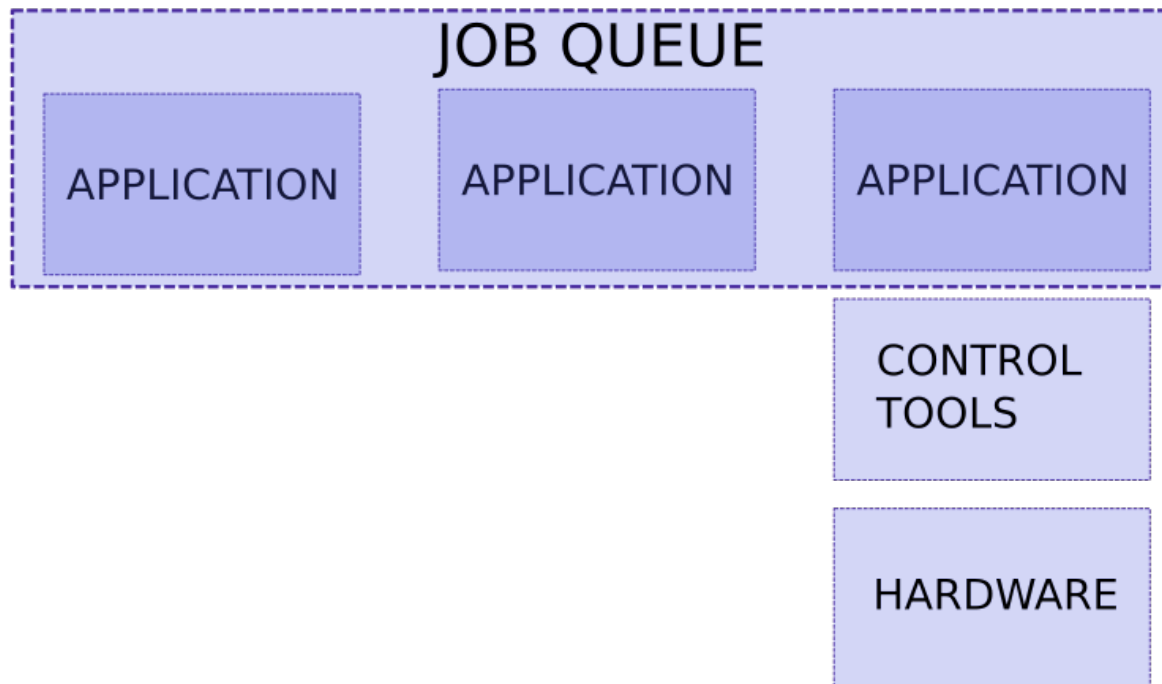 JOB QUEUE
APPLICATION
APPLICATION
APPLICATION
CONTROL
TOOLS
HARDWARE